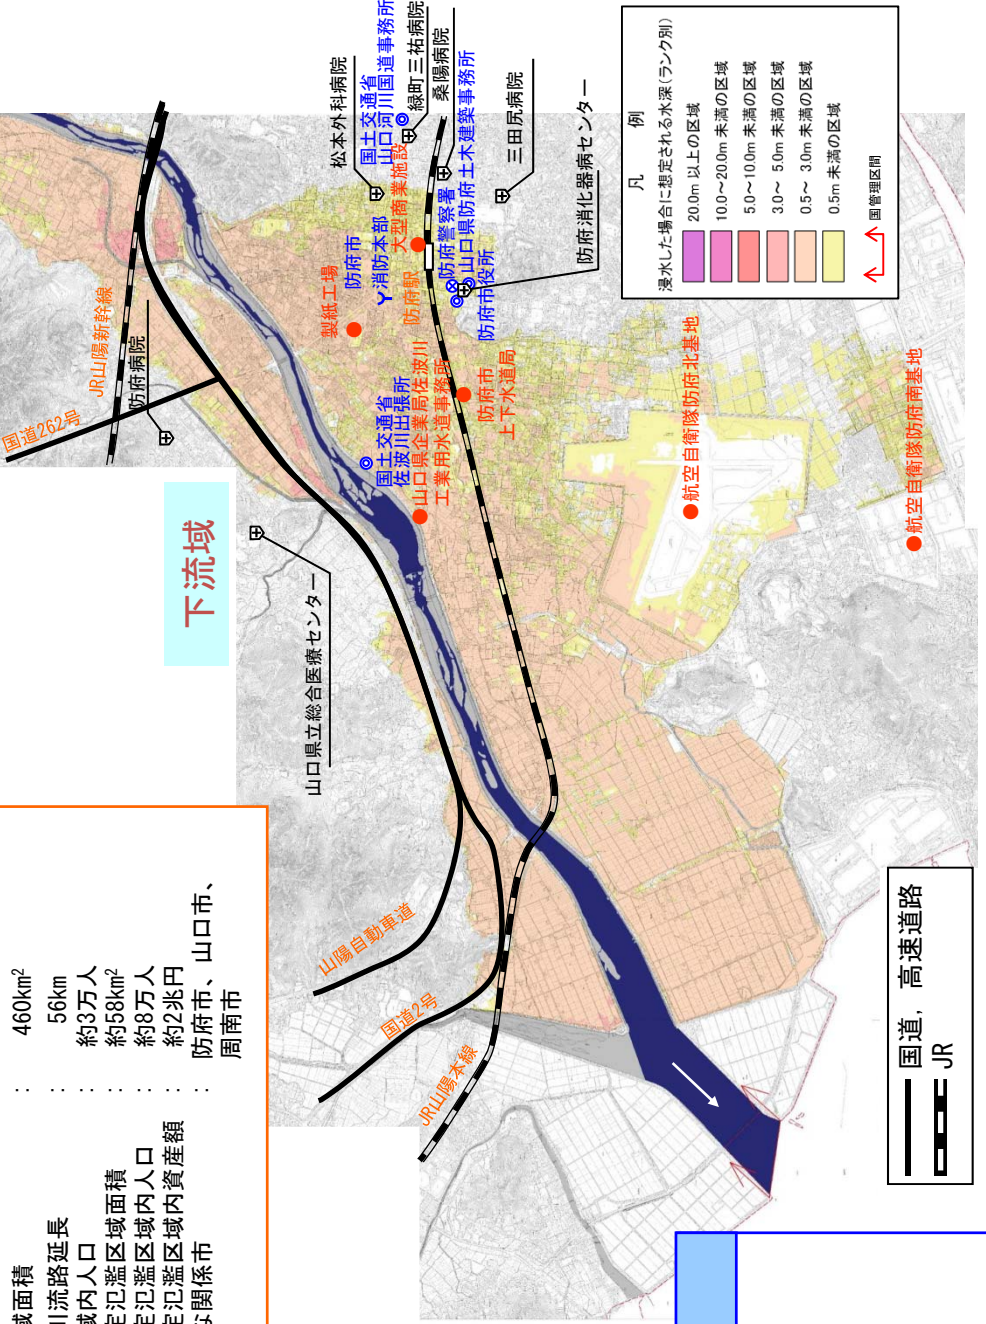 域面積 : 460km²
川流路延長 : 56km
域内人口 : 約3万人
定氾濫区域面積 : 約58km²
定氾濫区域内人口 : 約8万人
定氾濫区域内資産額 : 約2兆円
な関係市 : 防府市、山口市、
周南市
下流域
国道262号
JR山陽新幹線
防府病院
山口県立総合医療センター
山陽自動車道
国道2号
JR山陽本線
松本外科病院
国土交通省
山口河川国道事務所
緑町三祐病院
桑陽病院
大型商業施設
防府市
消防本部
製紙工場
防府駅
防府警察署
山口県防府土木建築事務所
防府市役所
三田尻病院
防府消化器病センター
国土交通省
佐波川出張所
山口県企業局佐波川
工業用水道事務所
防府市
上下水道局
航空自衛隊防府北基地
航空自衛隊防府南基地
凡 例
浸水した場合に想定される水深(ランク別)
20.0m 以上の区域
10.0~20.0m 未満の区域
5.0~10.0m 未満の区域
3.0~ 5.0m 未満の区域
0.5~ 3.0m 未満の区域
0.5m 未満の区域
国管理区間
国道, 高速道路
JR